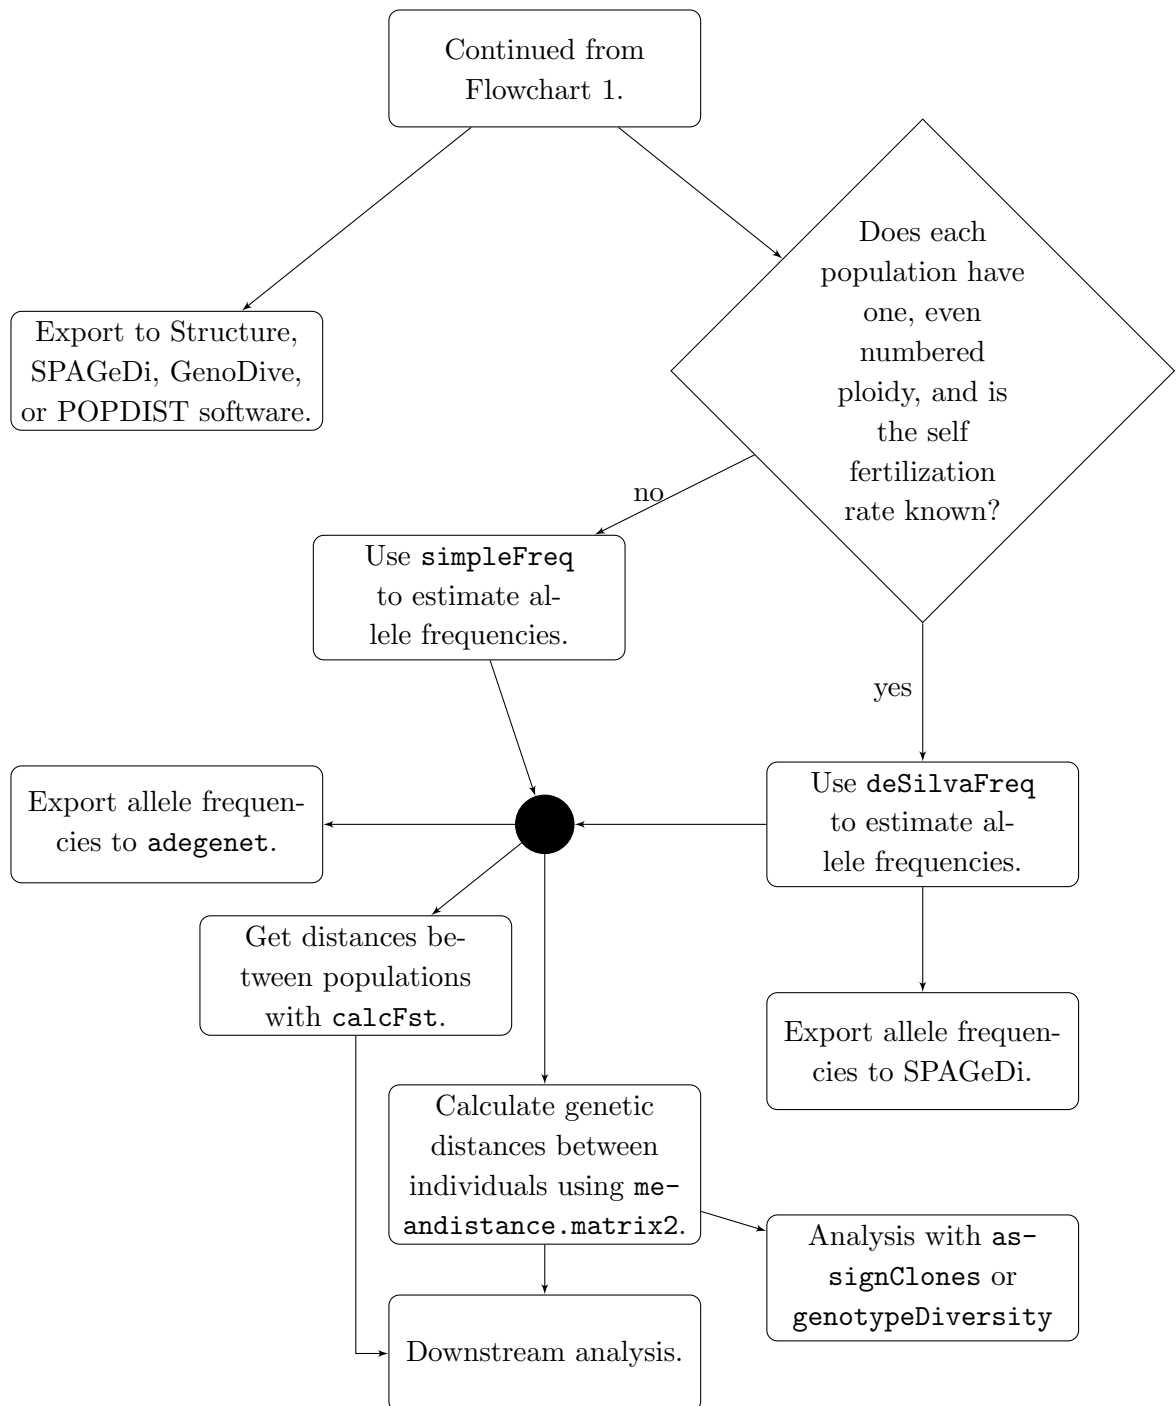 Continued from
Flowchart 1.
Does each
population have
one, even
numbered
ploidy, and is
the self
fertilization
rate known?
Export to Structure,
SPAGeDi, GenoDive,
or POPDIST software.
no
Use simpleFreq
to estimate al-
lele frequencies.
yes
Export allele frequen-
cies to adegenet.
Use deSilvaFreq
to estimate al-
lele frequencies.
Get distances be-
tween populations
with calcFst.
Export allele frequen-
cies to SPAGeDi.
Calculate genetic
distances between
individuals using me-
andistance.matrix2.
Analysis with as-
signClones or
genotypeDiversity
Downstream analysis.